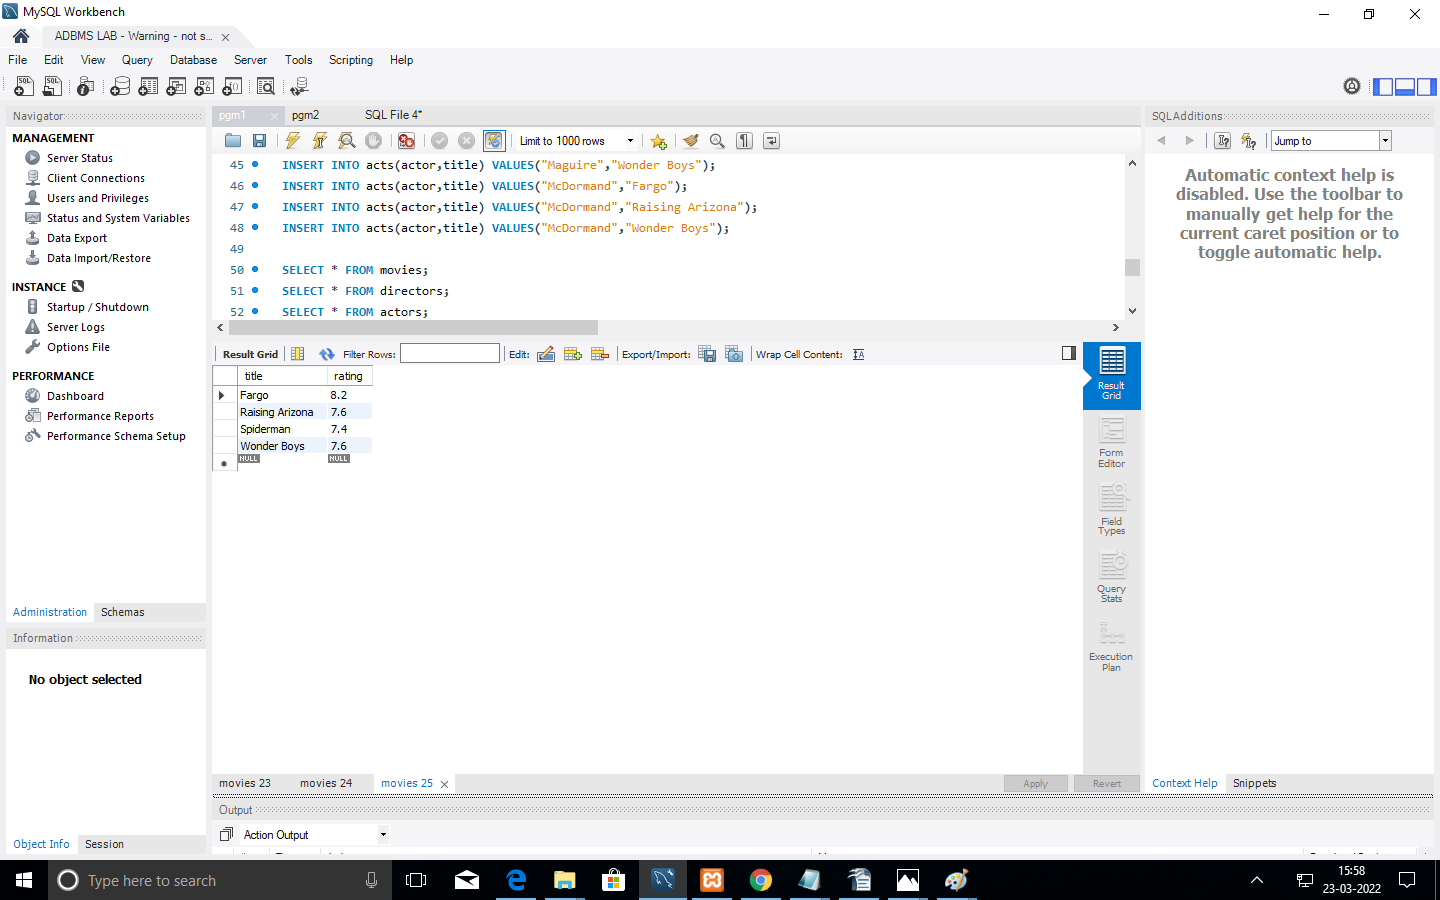 MySQL Workbench
ADBMS LAB - Warning - not s...
File Edit View Query Database Server Tools Scripting Help
Navigator
MANAGEMENT
Server Status
Client Connections
Users and Privileges
Status and System Variables
Data Export
Data Import/Restore
INSTANCE
Startup / Shutdown
Server Logs
Options File
PERFORMANCE
Dashboard
Performance Reports
Performance Schema Setup
Administration Schemas
Information
No object selected
Object Info Session
pgm1 pgm2 SQL File 4*
Limit to 1000 rows
45 INSERT INTO acts(actor,title) VALUES("Maguire","Wonder Boys");
46 INSERT INTO acts(actor,title) VALUES("McDormand","Fargo");
47 INSERT INTO acts(actor,title) VALUES("McDormand","Raising Arizona");
48 INSERT INTO acts(actor,title) VALUES("McDormand","Wonder Boys");
49
50 SELECT * FROM movies;
51 SELECT * FROM directors;
52 SELECT * FROM actors;
Result Grid Filter Rows: Edit: Export/Import: Wrap Cell Content:
title rating
Fargo 8.2
Raising Arizona 7.6
Spiderman 7.4
Wonder Boys 7.6
NULL NULL
Result
Grid
Form
Editor
Field
Types
Query
Stats
Execution
Plan
movies 23 movies 24 movies 25
Apply Revert
Output
Action Output
SQLAdditions
Jump to
Automatic context help is
disabled. Use the toolbar to
manually get help for the
current caret position or to
toggle automatic help.
Context Help Snippets
Type here to search
15:58
23-03-2022